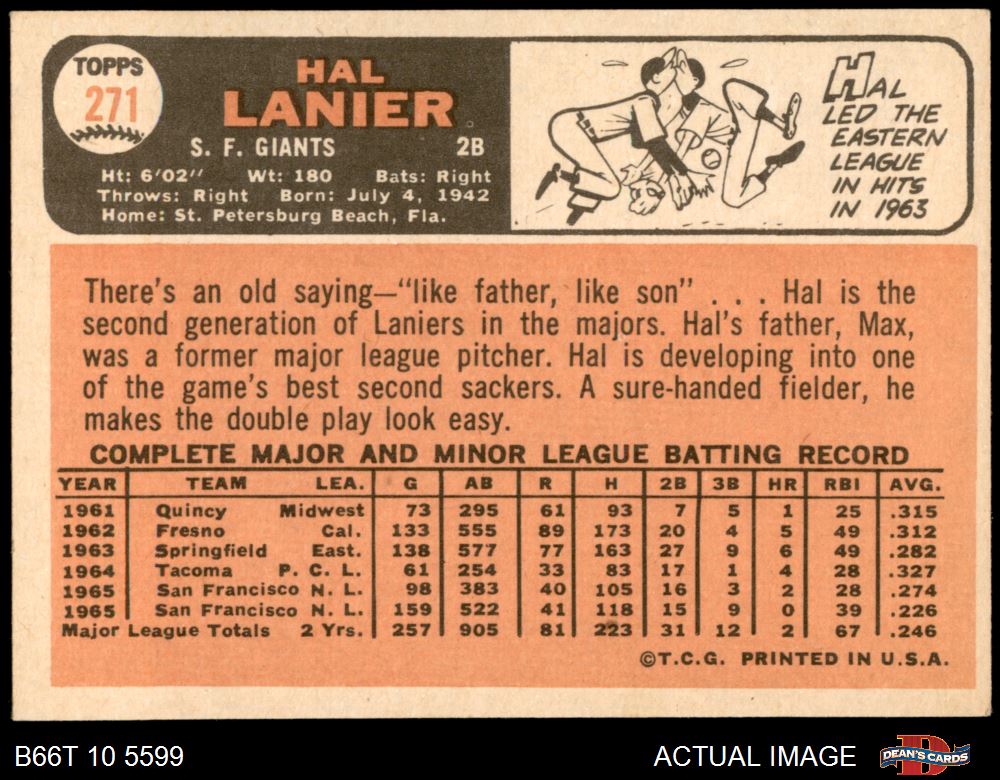 TOPPS
271
HAL
LANIER
S. F. GIANTS 2B
Ht: 6'02" Wt: 180 Bats: Right
Throws: Right Born: July 4, 1942
Home: St. Petersburg Beach, Fla.
HAL
LED THE
EASTERN
LEAGUE
IN HITS
IN 1963
There's an old saying—"like father, like son" . . . Hal is the
second generation of Laniers in the majors. Hal's father, Max,
was a former major league pitcher. Hal is developing into one
of the game's best second sackers. A sure-handed fielder, he
makes the double play look easy.
COMPLETE MAJOR AND MINOR LEAGUE BATTING RECORD
YEAR TEAM LEA. G AB R H 2B 3B HR RBI AVG.
1961 Quincy Midwest 73 295 61 93 7 5 1 25 .315
1962 Fresno Cal. 133 555 89 173 20 4 5 49 .312
1963 Springfield East. 138 577 77 163 27 9 6 49 .282
1964 Tacoma P. C. L. 61 254 33 83 17 1 4 28 .327
1965 San Francisco N. L. 98 383 40 105 16 3 2 28 .274
1965 San Francisco N. L. 159 522 41 118 15 9 0 39 .226
Major League Totals 2 Yrs. 257 905 81 223 31 12 2 67 .246
©T.C.G. PRINTED IN U.S.A.
B66T 10 5599 ACTUAL IMAGE DEAN'S CARDS